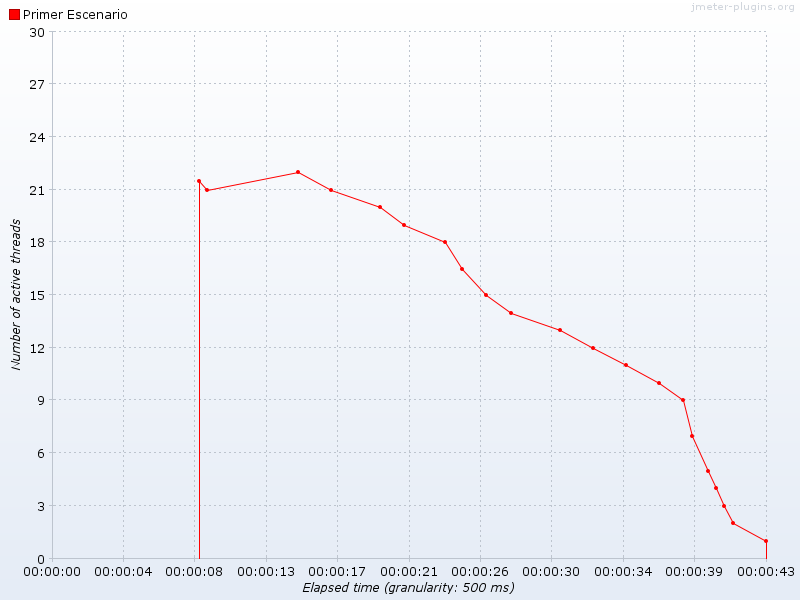 jmeter-plugins.org
Primer Escenario
30
27
24
21
18
15
12
9
6
3
0
Number of active threads
00:00:00 00:00:04 00:00:08 00:00:13 00:00:17 00:00:21 00:00:26 00:00:30 00:00:34 00:00:39 00:00:43
Elapsed time (granularity: 500 ms)